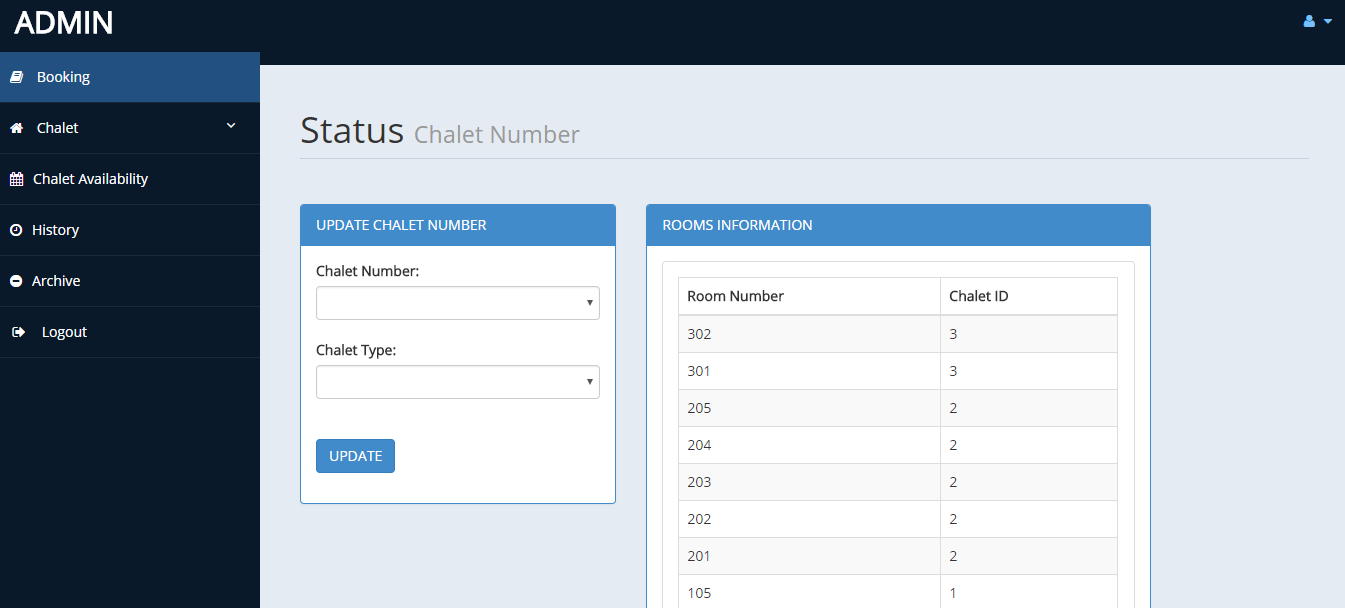 ADMIN
Booking
Chalet
Chalet Availability
History
Archive
Logout
Status Chalet Number
UPDATE CHALET NUMBER
Chalet Number:
Chalet Type:
UPDATE
ROOMS INFORMATION
Room Number Chalet ID
302 3
301 3
205 2
204 2
203 2
202 2
201 2
105 1